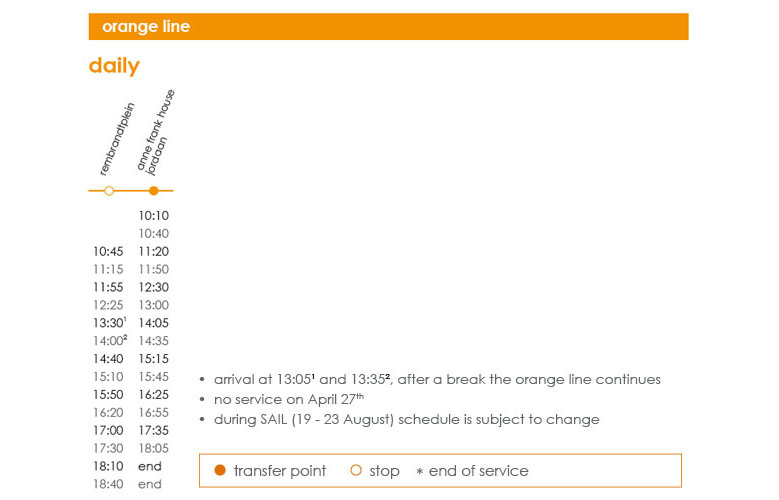 orange line
daily
rembrandtplein
anne frank house
jordaan
10:10
10:40
10:45 11:20
11:15 11:50
11:55 12:30
12:25 13:00
13:30¹ 14:05
14:00² 14:35
14:40 15:15
15:10 15:45
15:50 16:25
16:20 16:55
17:00 17:35
17:30 18:05
18:10 end
18:40 end
• arrival at 13:05¹ and 13:35², after a break the orange line continues
• no service on April 27ᵗʰ
• during SAIL (19 - 23 August) schedule is subject to change
transfer point stop * end of service